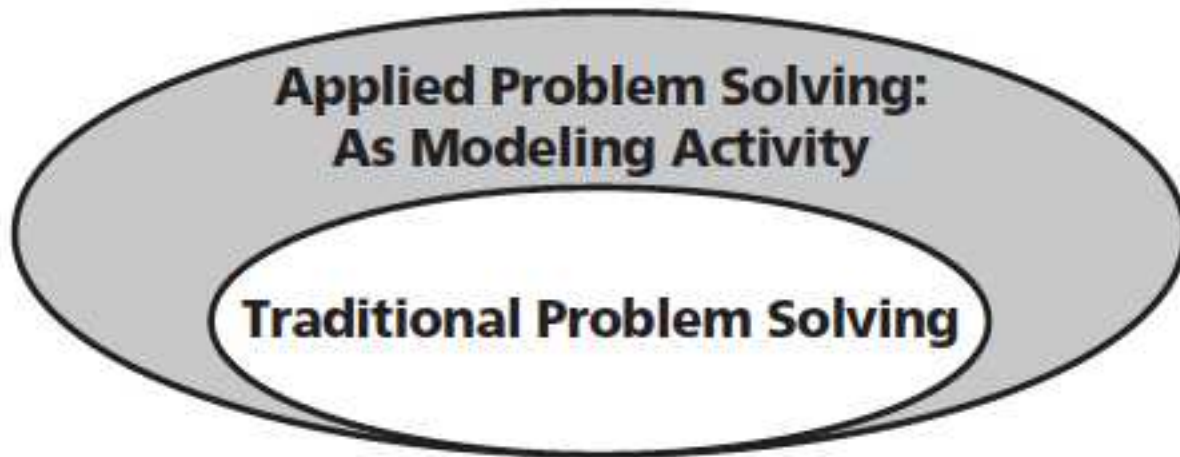 Applied Problem Solving:
As Modeling Activity
Traditional Problem Solving